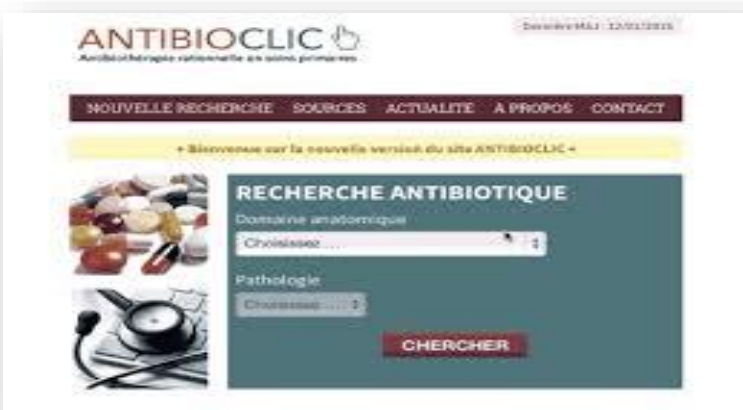 ANTIBIOCLIC
Dernière MàJ : 12/01/2015
Antibiothérapie rationnelle en soins primaires
NOUVELLE RECHERCHE SOURCES ACTUALITE A PROPOS CONTACT
• Bienvenue sur la nouvelle version du site ANTIBIOCLIC •
RECHERCHE ANTIBIOTIQUE
Domaine anatomique
Choisissez ...
Pathologie
Choisissez ...
CHERCHER